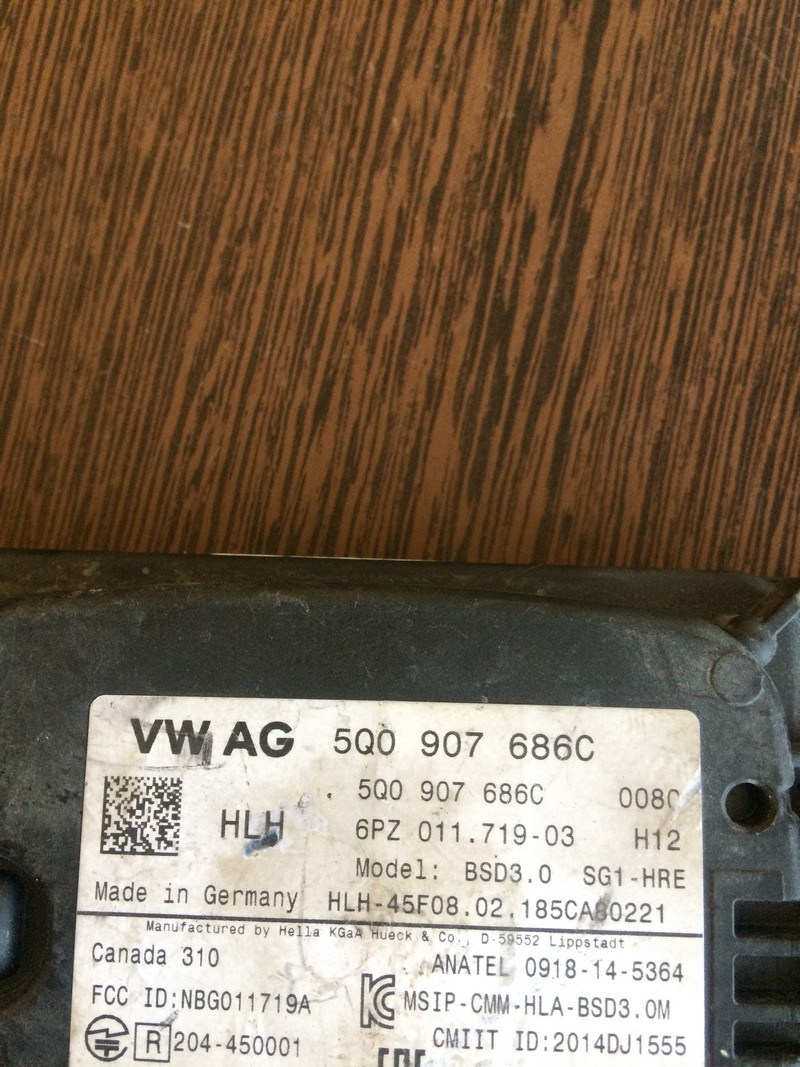 VW AG 5Q0 907 686C
5Q0 907 686C 008C
HLH 6PZ 011.719-03 H12
Model: BSD3.0 SG1-HRE
Made in Germany HLH-45F08.02.185CA80221
Manufactured by Hella KGaA Hueck & Co., D-59552 Lippstadt
Canada 310 ANATEL 0918-14-5364
FCC ID:NBG011719A MSIP-CMM-HLA-BSD3.0M
R 204-450001 CMIIT ID:2014DJ1555